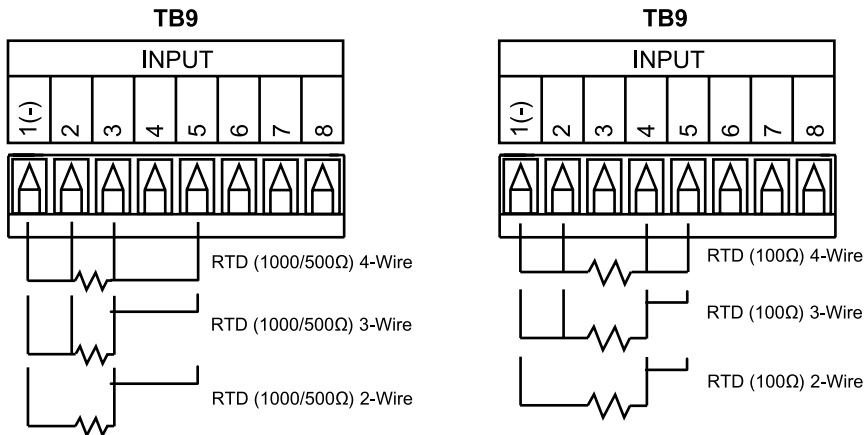 TB9
INPUT
1(-) 2 3 4 5 6 7 8
RTD (1000/500Ω) 4-Wire
RTD (1000/500Ω) 3-Wire
RTD (1000/500Ω) 2-Wire
TB9
INPUT
1(-) 2 3 4 5 6 7 8
RTD (100Ω) 4-Wire
RTD (100Ω) 3-Wire
RTD (100Ω) 2-Wire